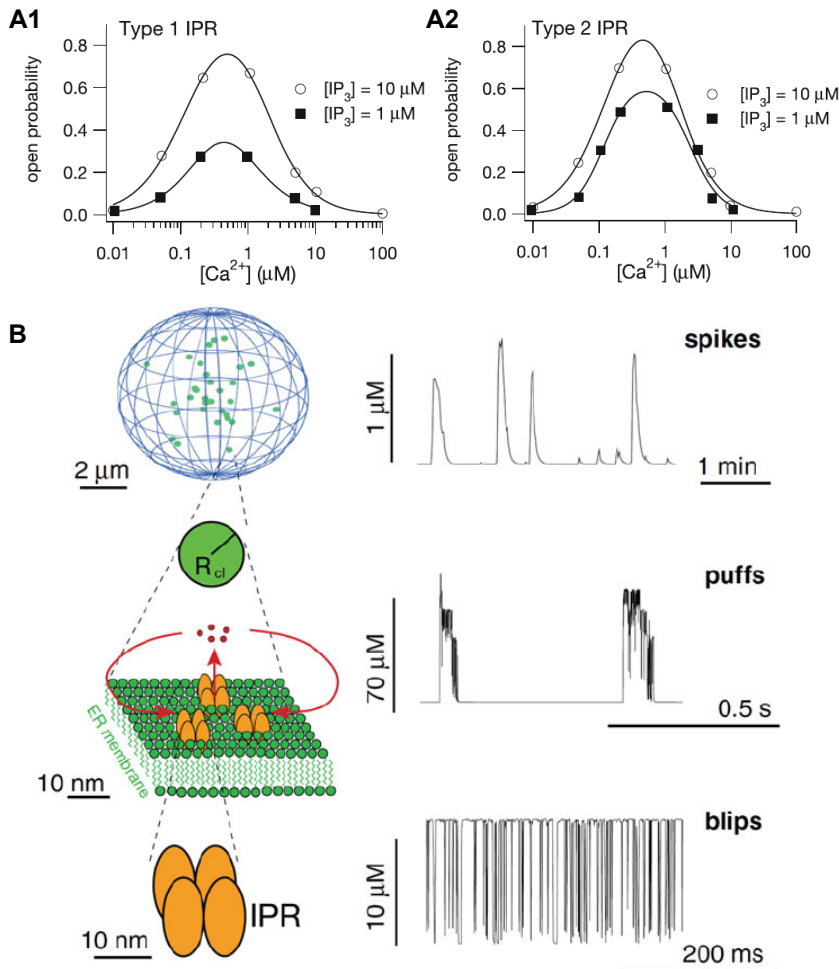 A1
Type 1 IPR
open probability
0.8
0.6
0.4
0.2
0.0
[IP3] = 10 μM
[IP3] = 1 μM
0.01
0.1
1
10
100
[Ca2+] (μM)
A2
Type 2 IPR
open probability
0.8
0.6
0.4
0.2
0.0
[IP3] = 10 μM
[IP3] = 1 μM
0.01
0.1
1
10
100
[Ca2+] (μM)
B
2 μm
spikes
1 μM
1 min
Rcl
puffs
70 μM
0.5 s
ER membrane
10 nm
blips
10 μM
200 ms
IPR
10 nm